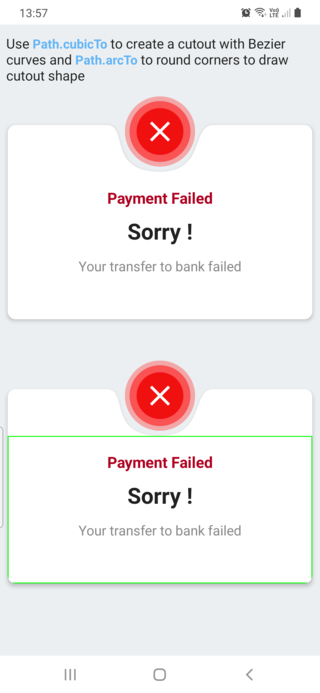 13:57
Use Path.cubicTo to create a cutout with Bezier
curves and Path.arcTo to round corners to draw
cutout shape
Payment Failed
Sorry !
Your transfer to bank failed
Payment Failed
Sorry !
Your transfer to bank failed